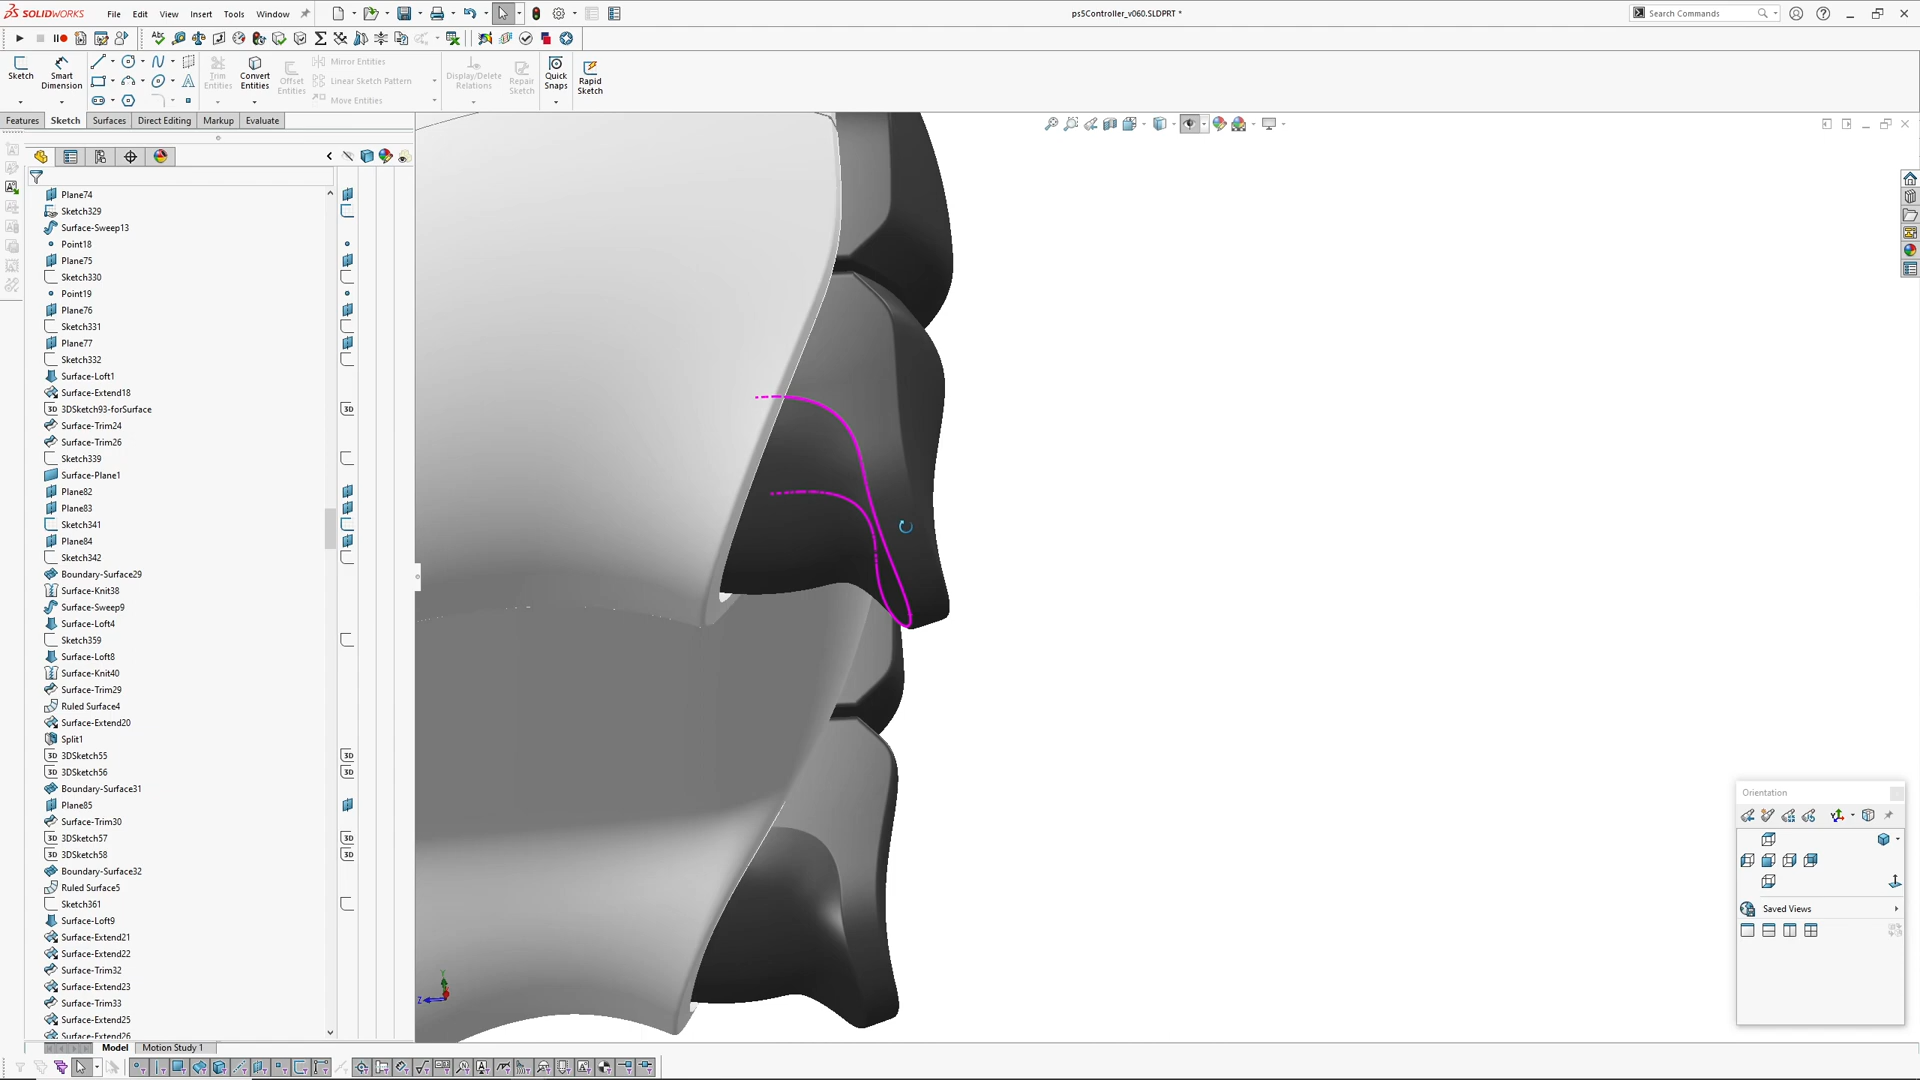 SOLIDWORKS
File
Edit
View
Insert
Tools
Window
ps5Controller_v060.SLDPRT *
Search Commands
Sketch
Smart Dimension
Trim Entities
Convert Entities
Offset Entities
Mirror Entities
Linear Sketch Pattern
Move Entities
Display/Delete Relations
Repair Sketch
Quick Snaps
Rapid Sketch
Features
Sketch
Surfaces
Direct Editing
Markup
Evaluate
Plane74
Sketch329
Surface-Sweep13
Point18
Plane75
Sketch330
Point19
Plane76
Sketch331
Plane77
Sketch332
Surface-Loft1
Surface-Extend18
3DSketch93-forSurface
Surface-Trim24
Surface-Trim26
Sketch339
Surface-Plane1
Plane82
Plane83
Sketch341
Plane84
Sketch342
Boundary-Surface29
Surface-Knit38
Surface-Sweep9
Surface-Loft4
Sketch359
Surface-Loft8
Surface-Knit40
Surface-Trim29
Ruled Surface4
Surface-Extend20
Split1
3DSketch55
3DSketch56
Boundary-Surface31
Plane85
Surface-Trim30
3DSketch57
3DSketch58
Boundary-Surface32
Ruled Surface5
Sketch361
Surface-Loft9
Surface-Extend21
Surface-Extend22
Surface-Trim32
Surface-Extend23
Surface-Trim33
Surface-Extend25
Surface-Extend26
Y
Z
Orientation
Saved Views
Model
Motion Study 1